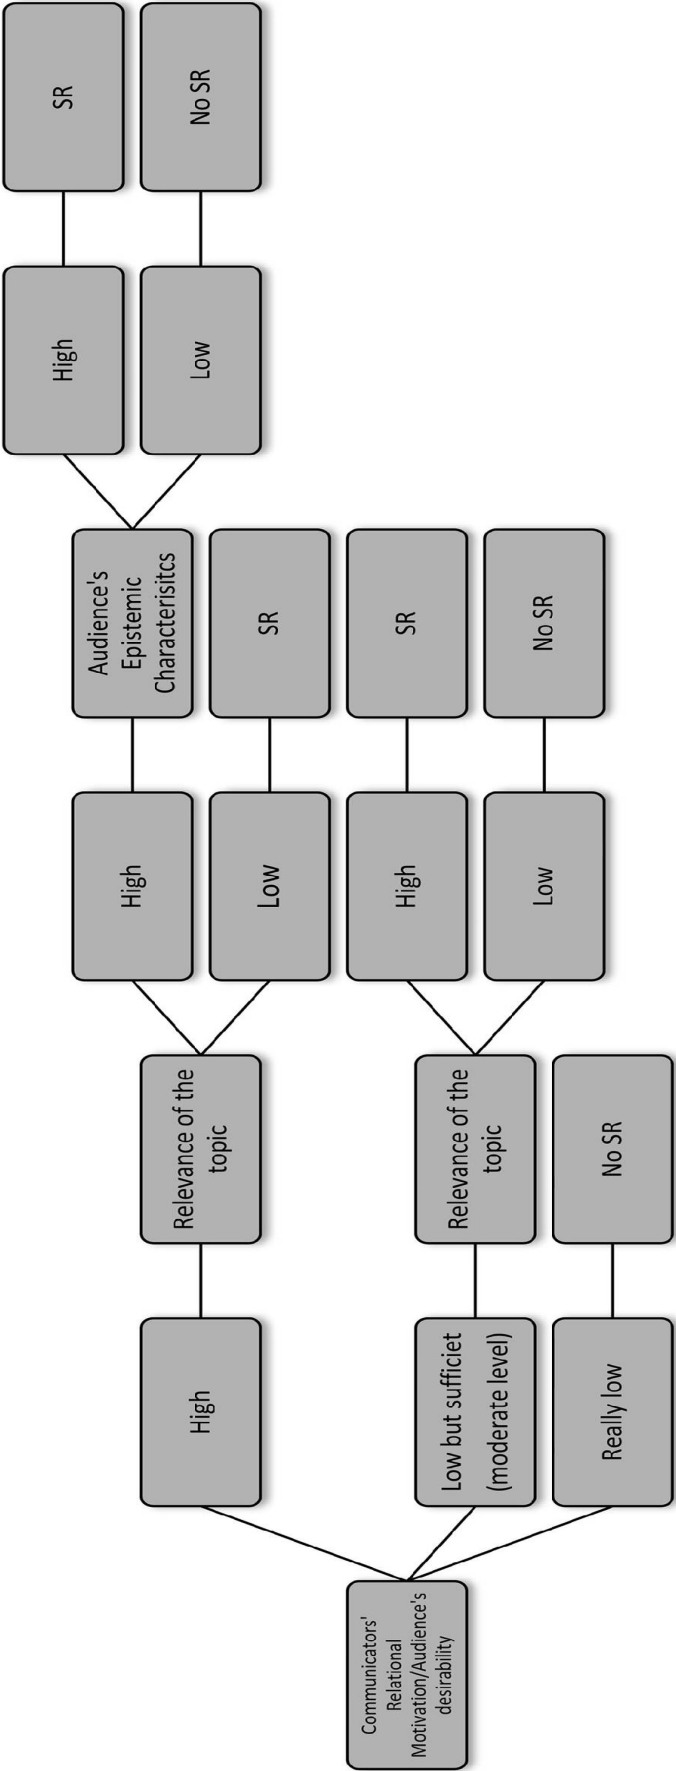 Communicators'
Relational
Motivation/Audience's
desirability
High
Relevance of the
topic
High
Audience's
Epistemic
Characterisitcs
High
SR
Low
No SR
Low
SR
Low but sufficiet
(moderate level)
Relevance of the
topic
High
SR
Low
No SR
Really low
No SR